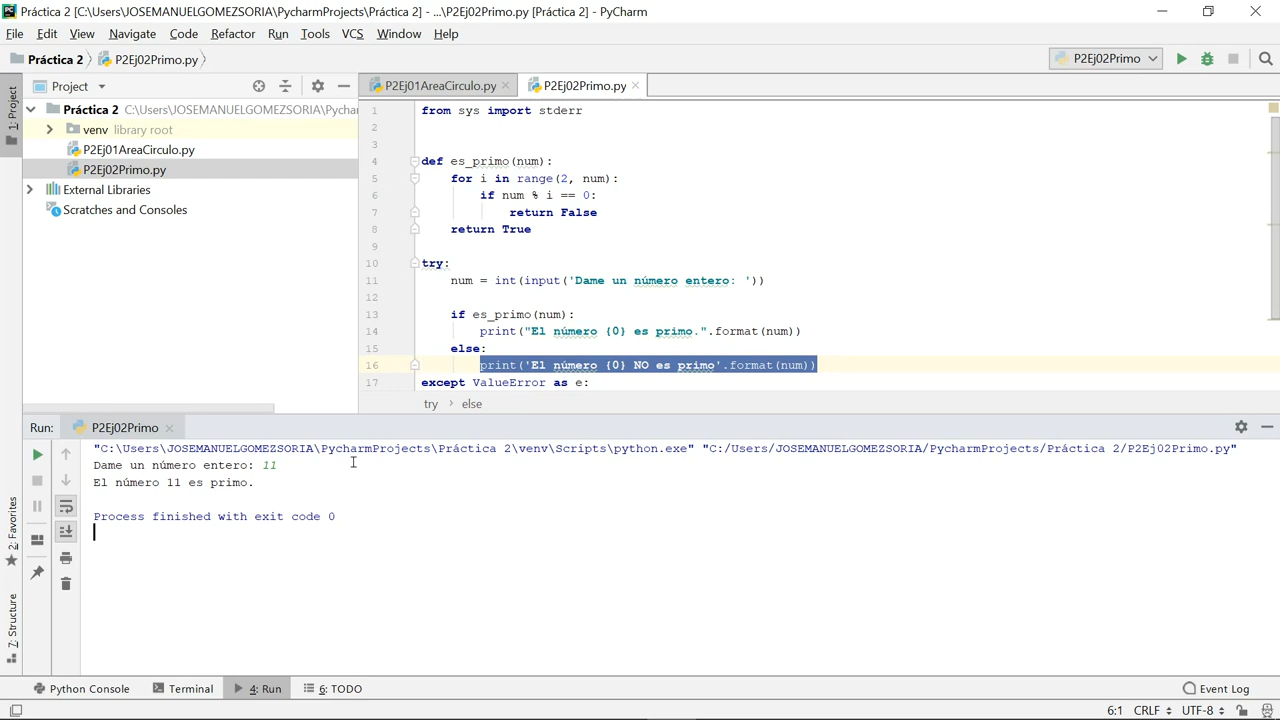 Práctica 2 [C:\Users\JOSEMANUELGOMEZSORIA\PycharmProjects\Práctica 2] - ...\P2Ej02Primo.py [Práctica 2] - PyCharm
File Edit View Navigate Code Refactor Run Tools VCS Window Help
Práctica 2 P2Ej02Primo.py
P2Ej02Primo
1: Project
Project
P2Ej01AreaCirculo.py P2Ej02Primo.py
Práctica 2 C:\Users\JOSEMANUELGOMEZSORIA\Pychar
venv library root
P2Ej01AreaCirculo.py
P2Ej02Primo.py
External Libraries
Scratches and Consoles
1 from sys import stderr
2
3
4 def es_primo(num):
5 for i in range(2, num):
6 if num % i == 0:
7 return False
8 return True
9
10 try:
11 num = int(input('Dame un número entero: '))
12
13 if es_primo(num):
14 print("El número {0} es primo.".format(num))
15 else:
16 print('El número {0} NO es primo'.format(num))
17 except ValueError as e:
try › else
Run: P2Ej02Primo
"C:\Users\JOSEMANUELGOMEZSORIA\PycharmProjects\Práctica 2\venv\Scripts\python.exe" "C:/Users/JOSEMANUELGOMEZSORIA/PycharmProjects/Práctica 2/P2Ej02Primo.py"
Dame un número entero: 11
El número 11 es primo.
Process finished with exit code 0
2: Favorites
7: Structure
Python Console Terminal 4: Run 6: TODO Event Log
6:1 CRLF UTF-8